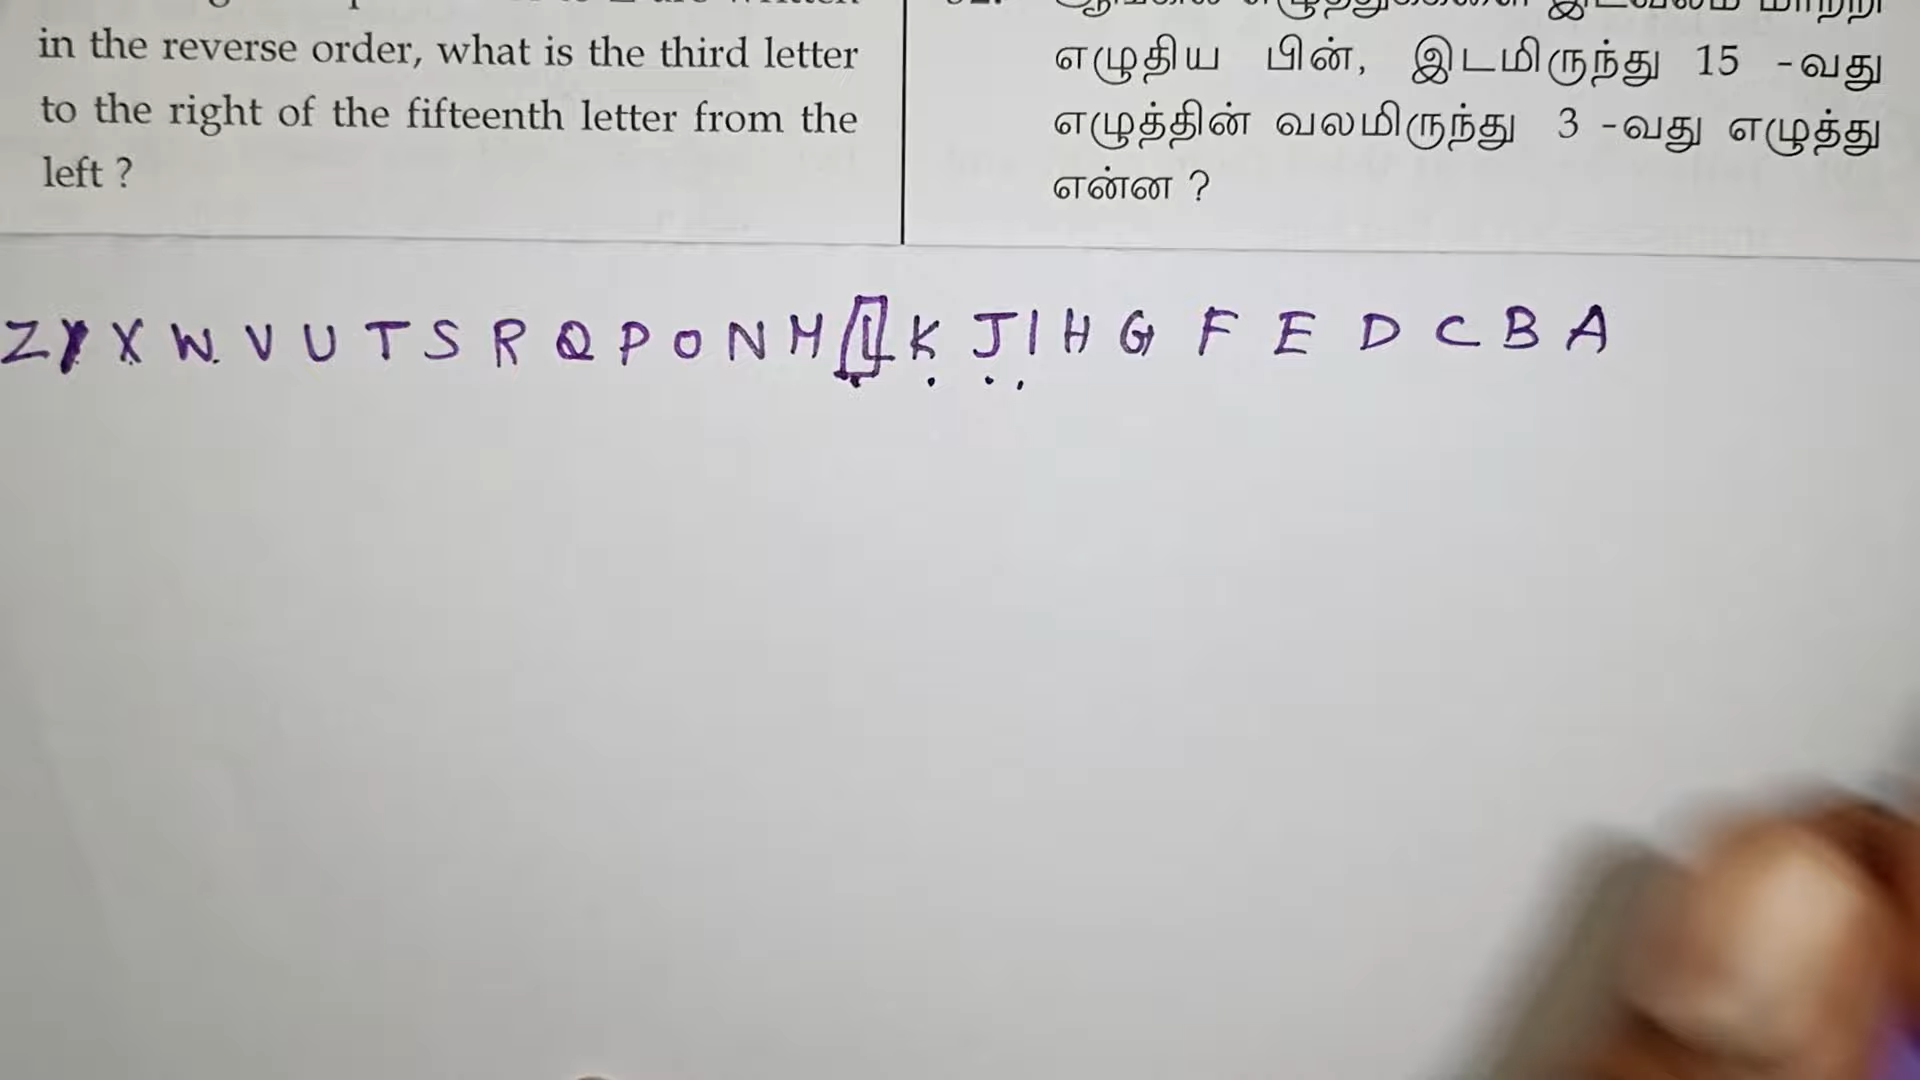 in the reverse order, what is the third letter
to the right of the fifteenth letter from the
left ?
எழுதிய பின், இடமிருந்து 15 -வது
எழுத்தின் வலமிருந்து 3 -வது எழுத்து
என்ன ?
Z Y X W V U T S R Q P O N M L K J I H G F E D C B A